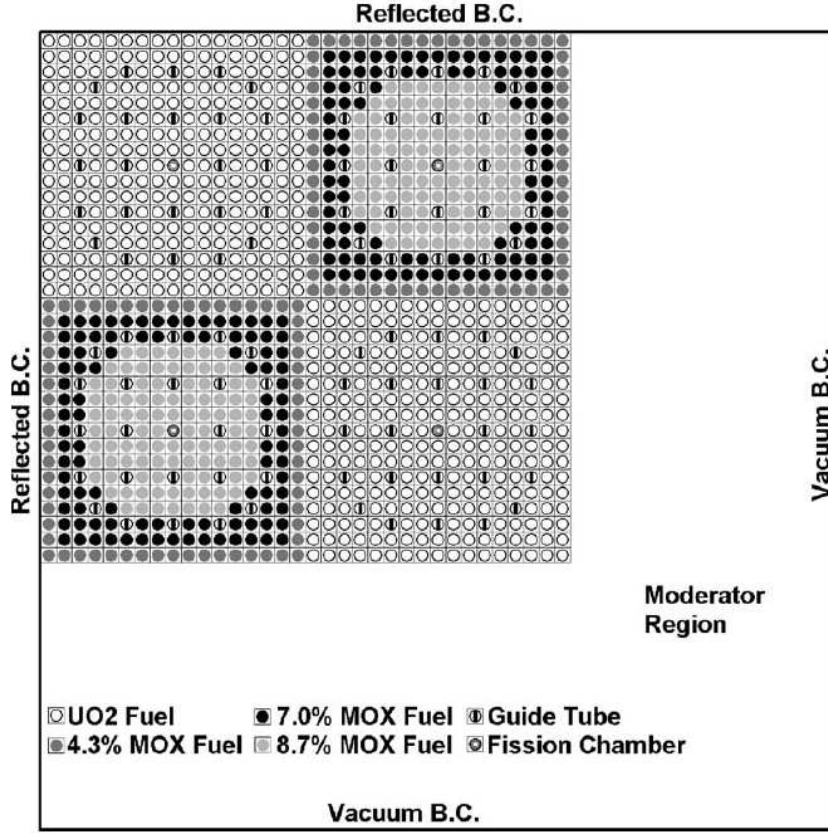 Reflected B.C.
Reflected B.C.
Vacuum B.C.
Moderator
Region
UO2 Fuel 7.0% MOX Fuel Guide Tube
4.3% MOX Fuel 8.7% MOX Fuel Fission Chamber
Vacuum B.C.